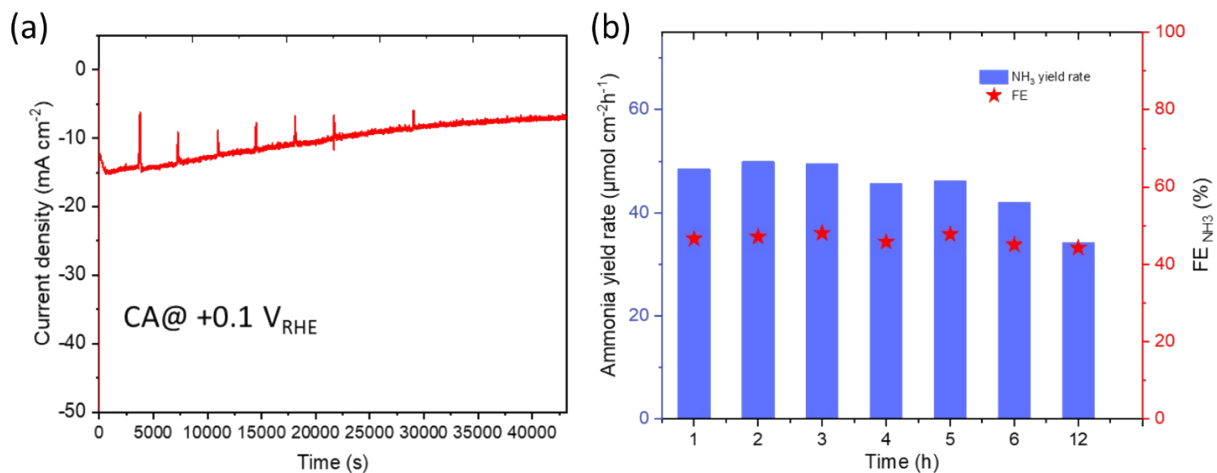 (a)
0
-10
-20
-30
-40
-50
Current density (mA cm⁻²)
CA@ +0.1 V_RHE
0 5000 10000 15000 20000 25000 30000 35000 40000
Time (s)
(b)
60
40
20
0
Ammonia yield rate (μmol cm⁻²h⁻¹)
NH₃ yield rate
FE
100
80
60
40
20
0
FE NH3 (%)
1 2 3 4 5 6 12
Time (h)